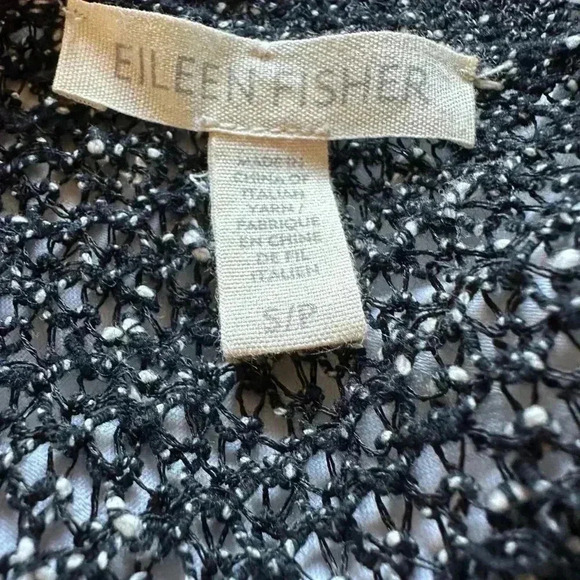 EILEEN FISHER
MADE IN
CHINA OF
ITALIAN
YARN /
FABRIQUE
EN CHINE
DE FIL
ITALIEN
S/P